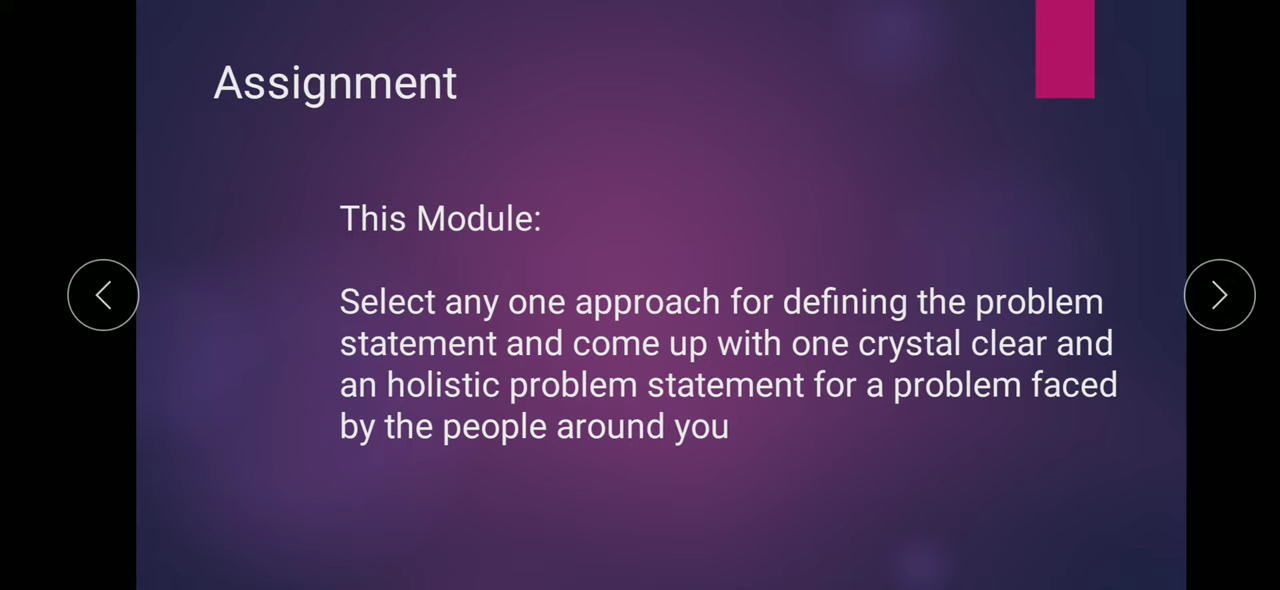 Assignment
This Module:
Select any one approach for defining the problem
statement and come up with one crystal clear and
an holistic problem statement for a problem faced
by the people around you